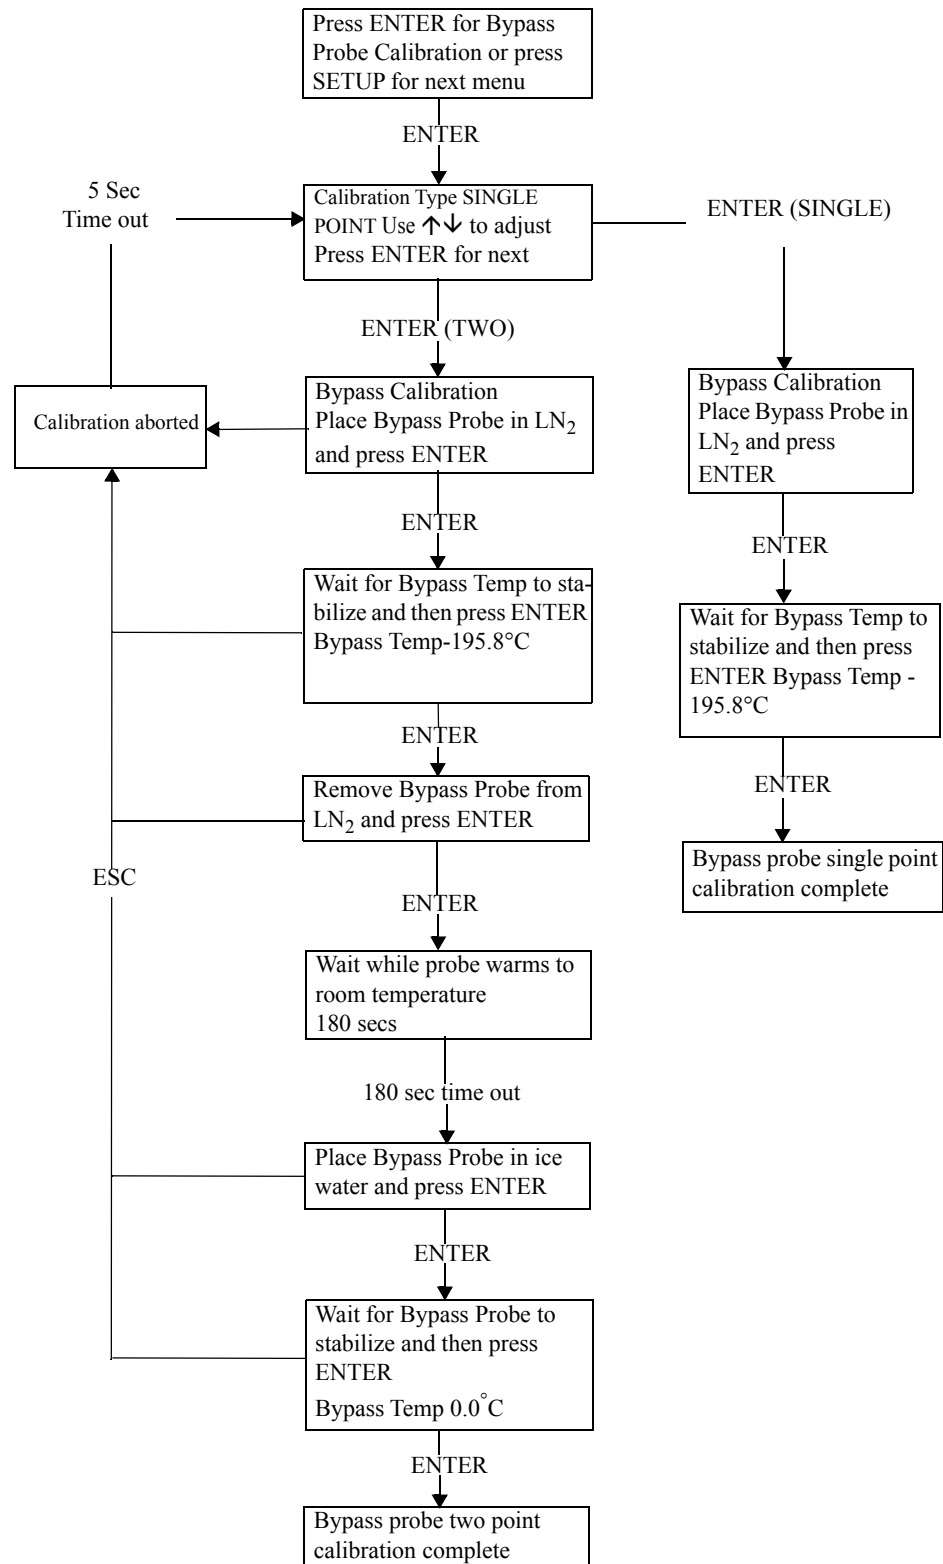 Press ENTER for Bypass
Probe Calibration or press
SETUP for next menu
ENTER
5 Sec
Time out
Calibration Type SINGLE
POINT Use ↑↓ to adjust
Press ENTER for next
ENTER (SINGLE)
ENTER (TWO)
Calibration aborted
Bypass Calibration
Place Bypass Probe in LN2
and press ENTER
Bypass Calibration
Place Bypass Probe in
LN2 and press
ENTER
ENTER
ENTER
Wait for Bypass Temp to sta-
bilize and then press ENTER
Bypass Temp-195.8°C
Wait for Bypass Temp to
stabilize and then press
ENTER Bypass Temp -
195.8°C
ENTER
ENTER
Remove Bypass Probe from
LN2 and press ENTER
Bypass probe single point
calibration complete
ESC
ENTER
Wait while probe warms to
room temperature
180 secs
180 sec time out
Place Bypass Probe in ice
water and press ENTER
ENTER
Wait for Bypass Probe to
stabilize and then press
ENTER
Bypass Temp 0.0°C
ENTER
Bypass probe two point
calibration complete